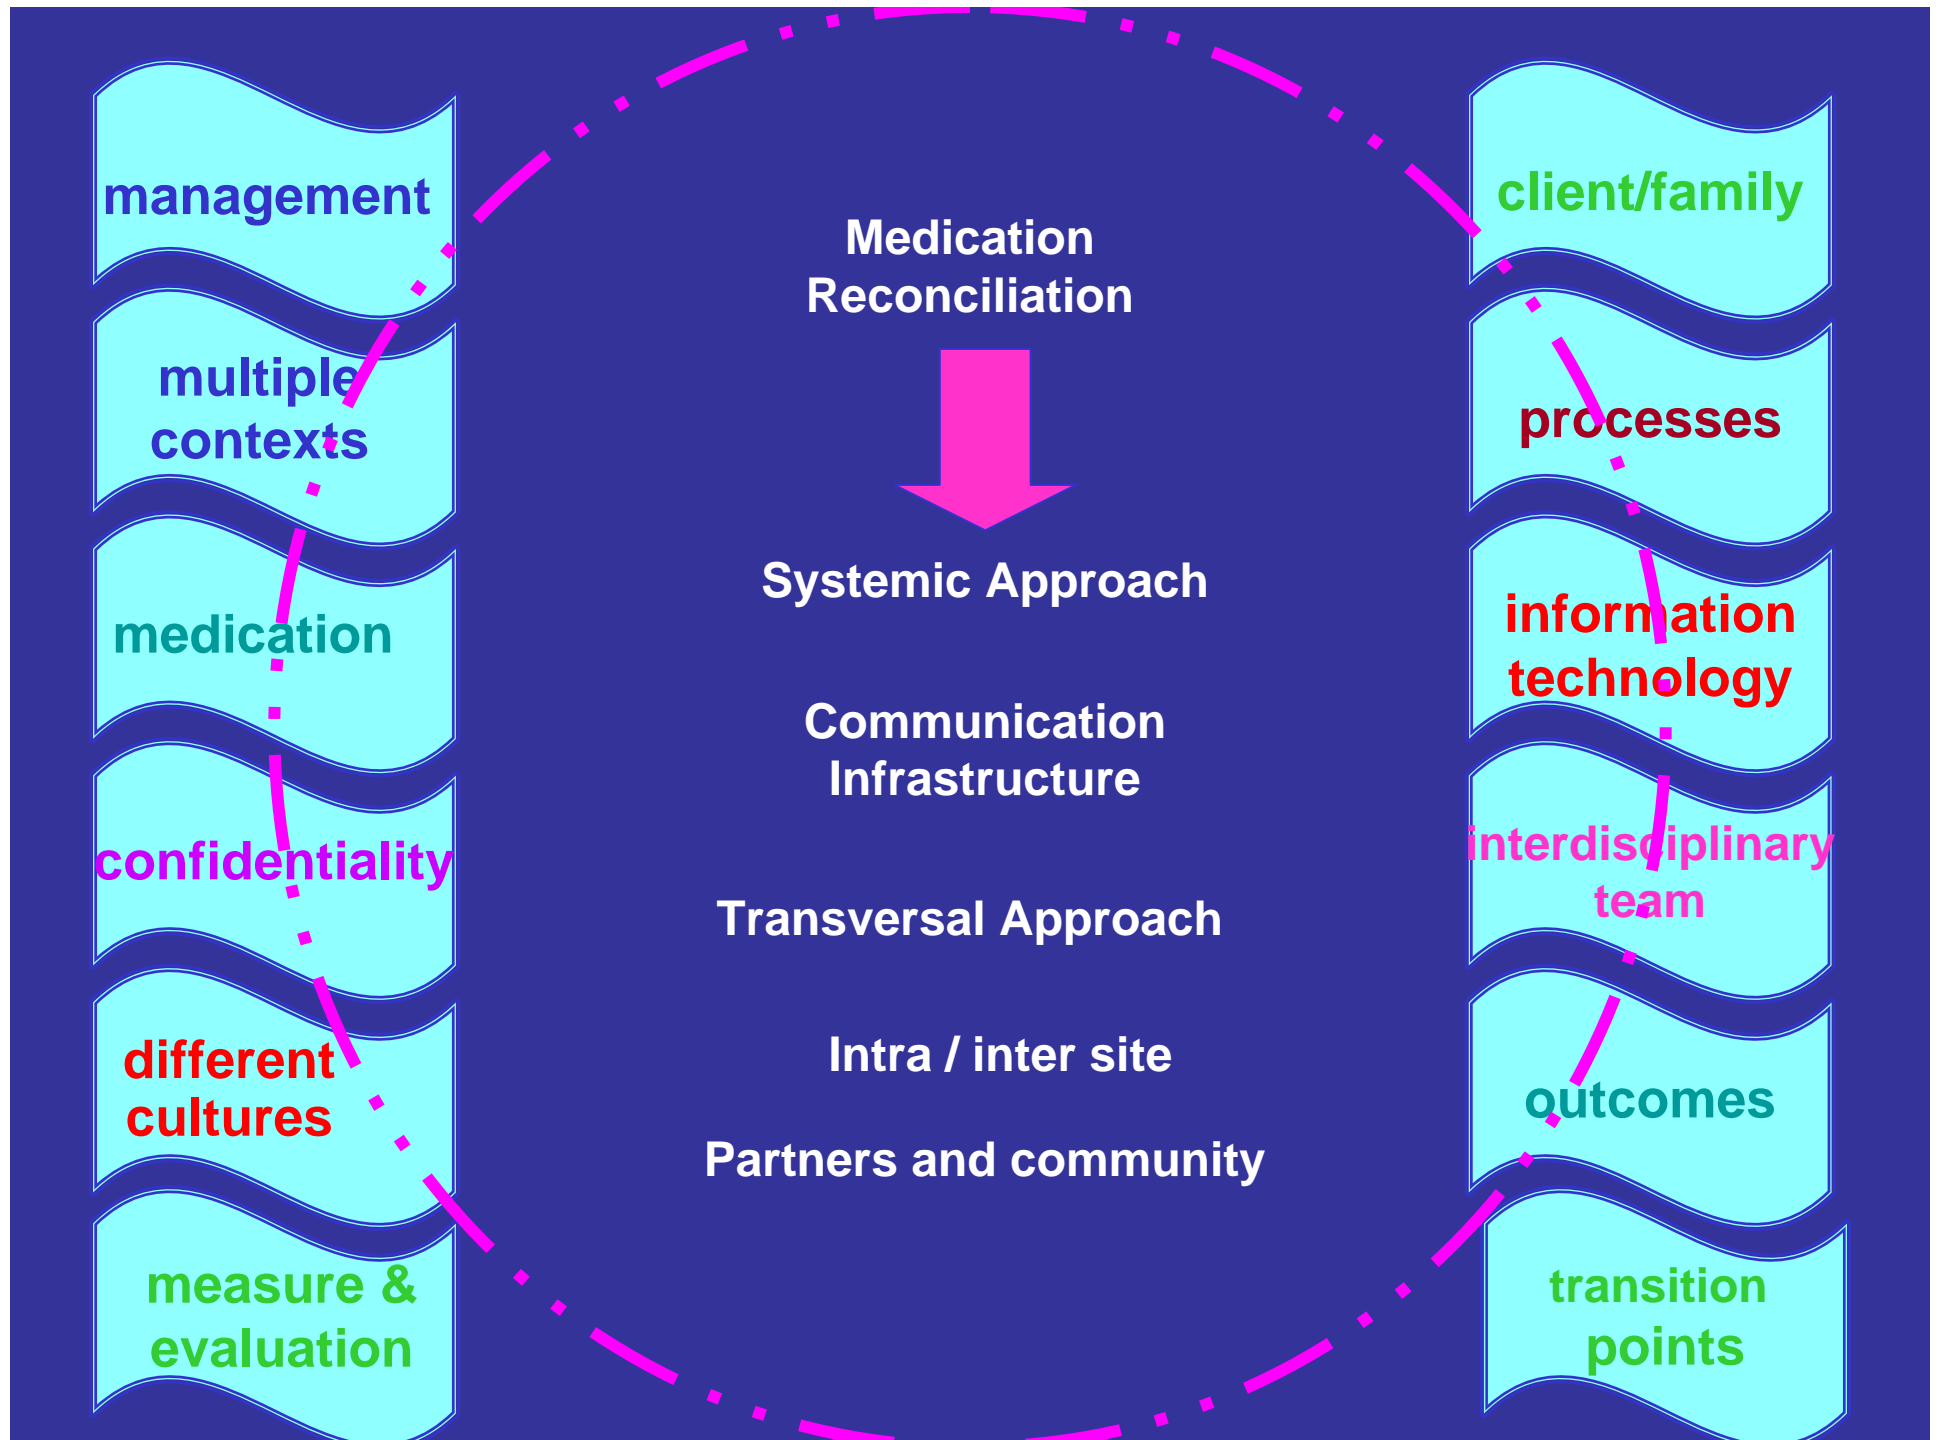 management
multiple
contexts
medication
confidentiality
different
cultures
measure &
evaluation
Medication
Reconciliation
Systemic Approach
Communication
Infrastructure
Transversal Approach
Intra / inter site
Partners and community
client/family
processes
information
technology
interdisciplinary
team
outcomes
transition
points